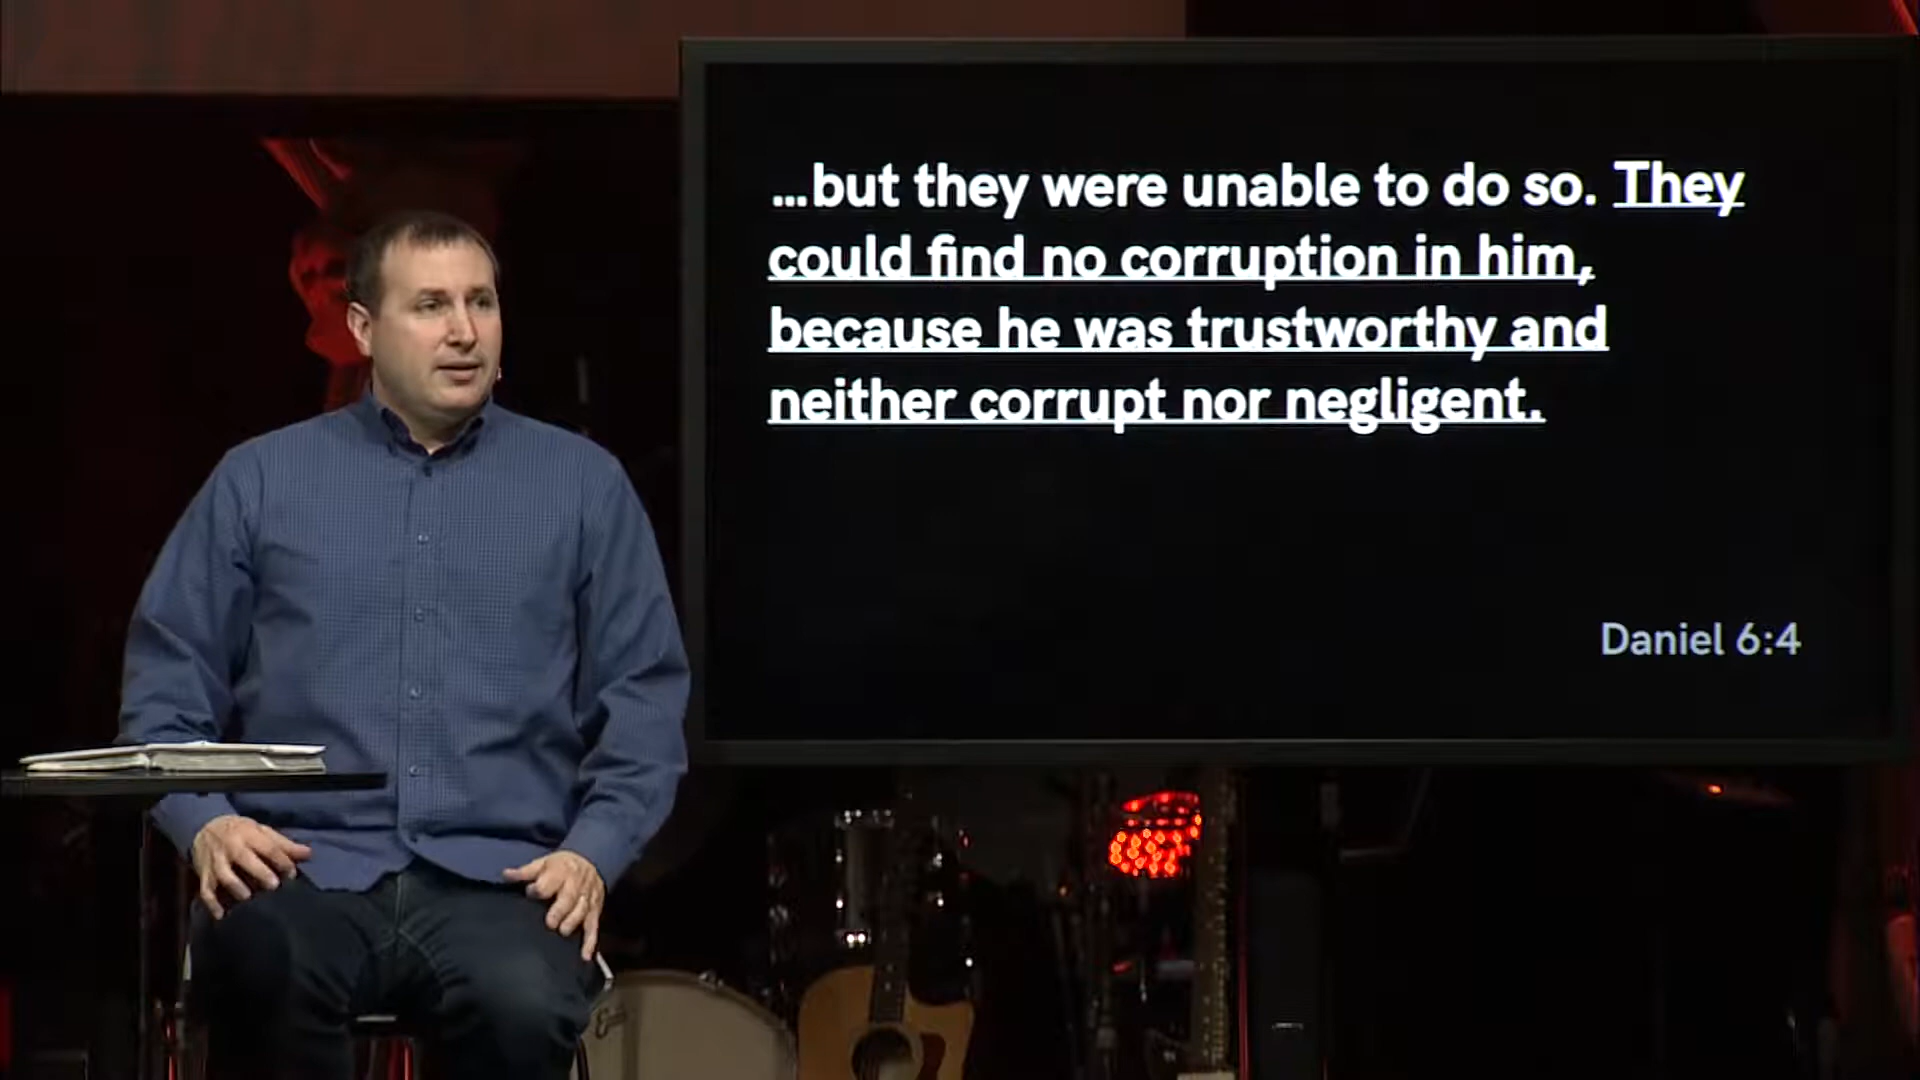 ...but they were unable to do so. They
could find no corruption in him,
because he was trustworthy and
neither corrupt nor negligent.
Daniel 6:4